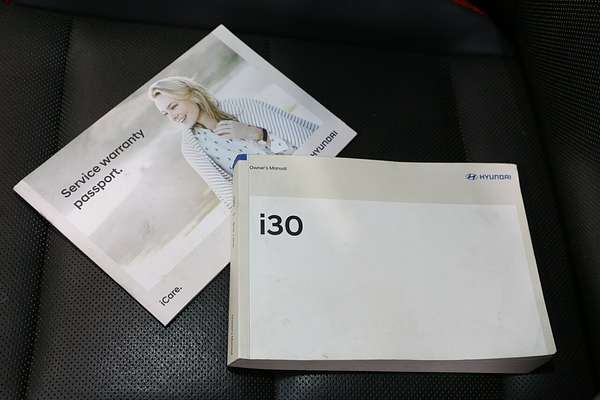 Service warranty
passport.
HYUNDAI
iCare.
Owner's Manual
HYUNDAI
i30